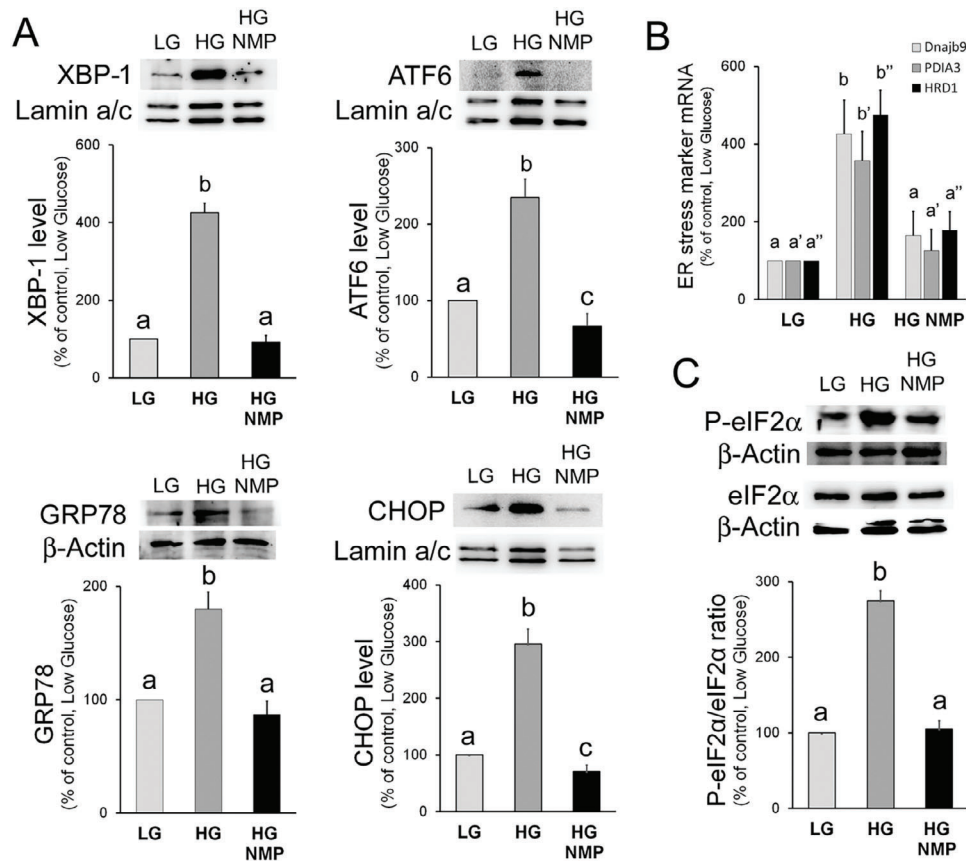 A
LG HG HG NMP
XBP-1
Lamin a/c
XBP-1 level
(% of control, Low Glucose)
600
400
200
0
a b a
LG HG HG NMP
LG HG HG NMP
ATF6
Lamin a/c
ATF6 level
(% of control, Low Glucose)
300
200
100
0
a b c
LG HG HG NMP
LG HG HG NMP
GRP78
β-Actin
GRP78
(% of control, Low Glucose)
200
100
0
a b a
LG HG HG NMP
LG HG HG NMP
CHOP
Lamin a/c
CHOP level
(% of control, Low Glucose)
400
300
200
100
0
a b c
LG HG HG NMP
B
Dnajb9
PDIA3
HRD1
ER stress marker mRNA
(% of control, Low Glucose)
600
400
200
0
a a' a''
b b' b''
a a' a''
LG HG HG NMP
C
LG HG HG NMP
P-eIF2α
β-Actin
eIF2α
β-Actin
P-eIF2α/eIF2α ratio
(% of control, Low Glucose)
300
200
100
0
a b a
LG HG HG NMP